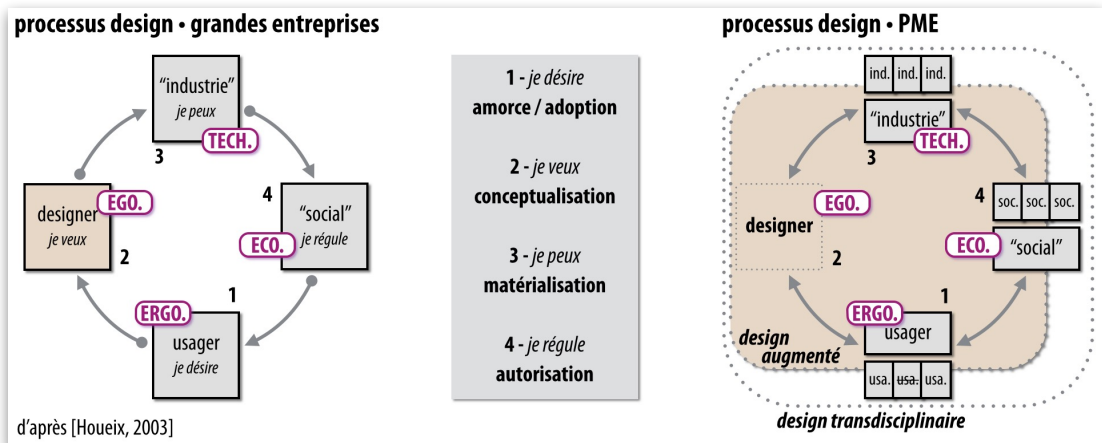 processus design • grandes entreprises
“industrie”
je peux
TECH.
3
designer
EGO.
je veux
2
4
“social”
ECO.
je régule
1
ERGO.
usager
je désire
d’après [Houeix, 2003]
1 - je désire
amorce / adoption
2 - je veux
conceptualisation
3 - je peux
matérialisation
4 - je régule
autorisation
processus design • PME
ind. ind. ind.
“industrie”
TECH.
3
designer
EGO.
2
4
soc. soc. soc.
ECO.
“social”
1
ERGO.
usager
usa. usa. usa.
design
augmenté
design transdisciplinaire